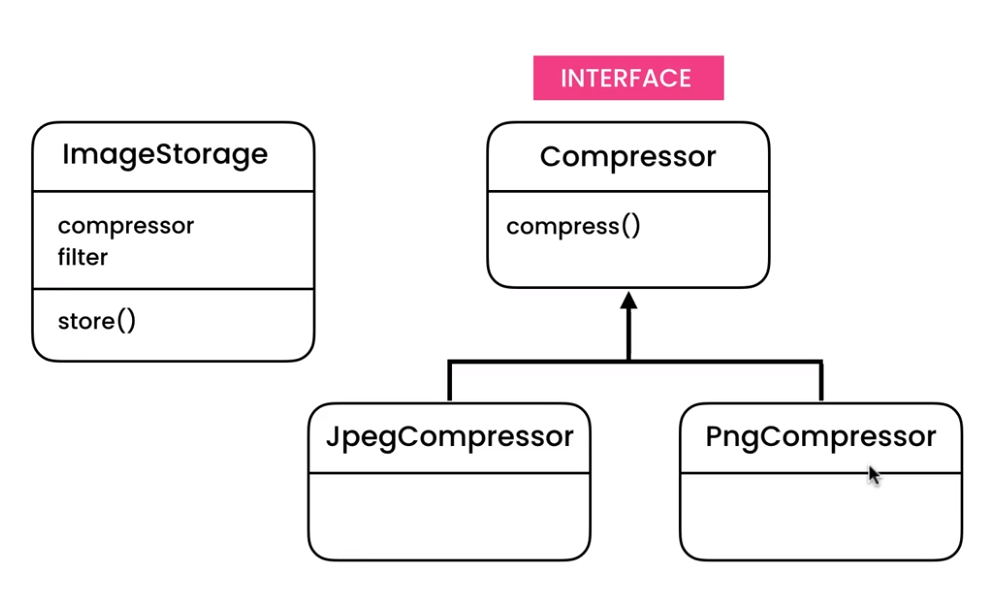 INTERFACE
ImageStorage
compressor
filter
store()
Compressor
compress()
JpegCompressor
PngCompressor